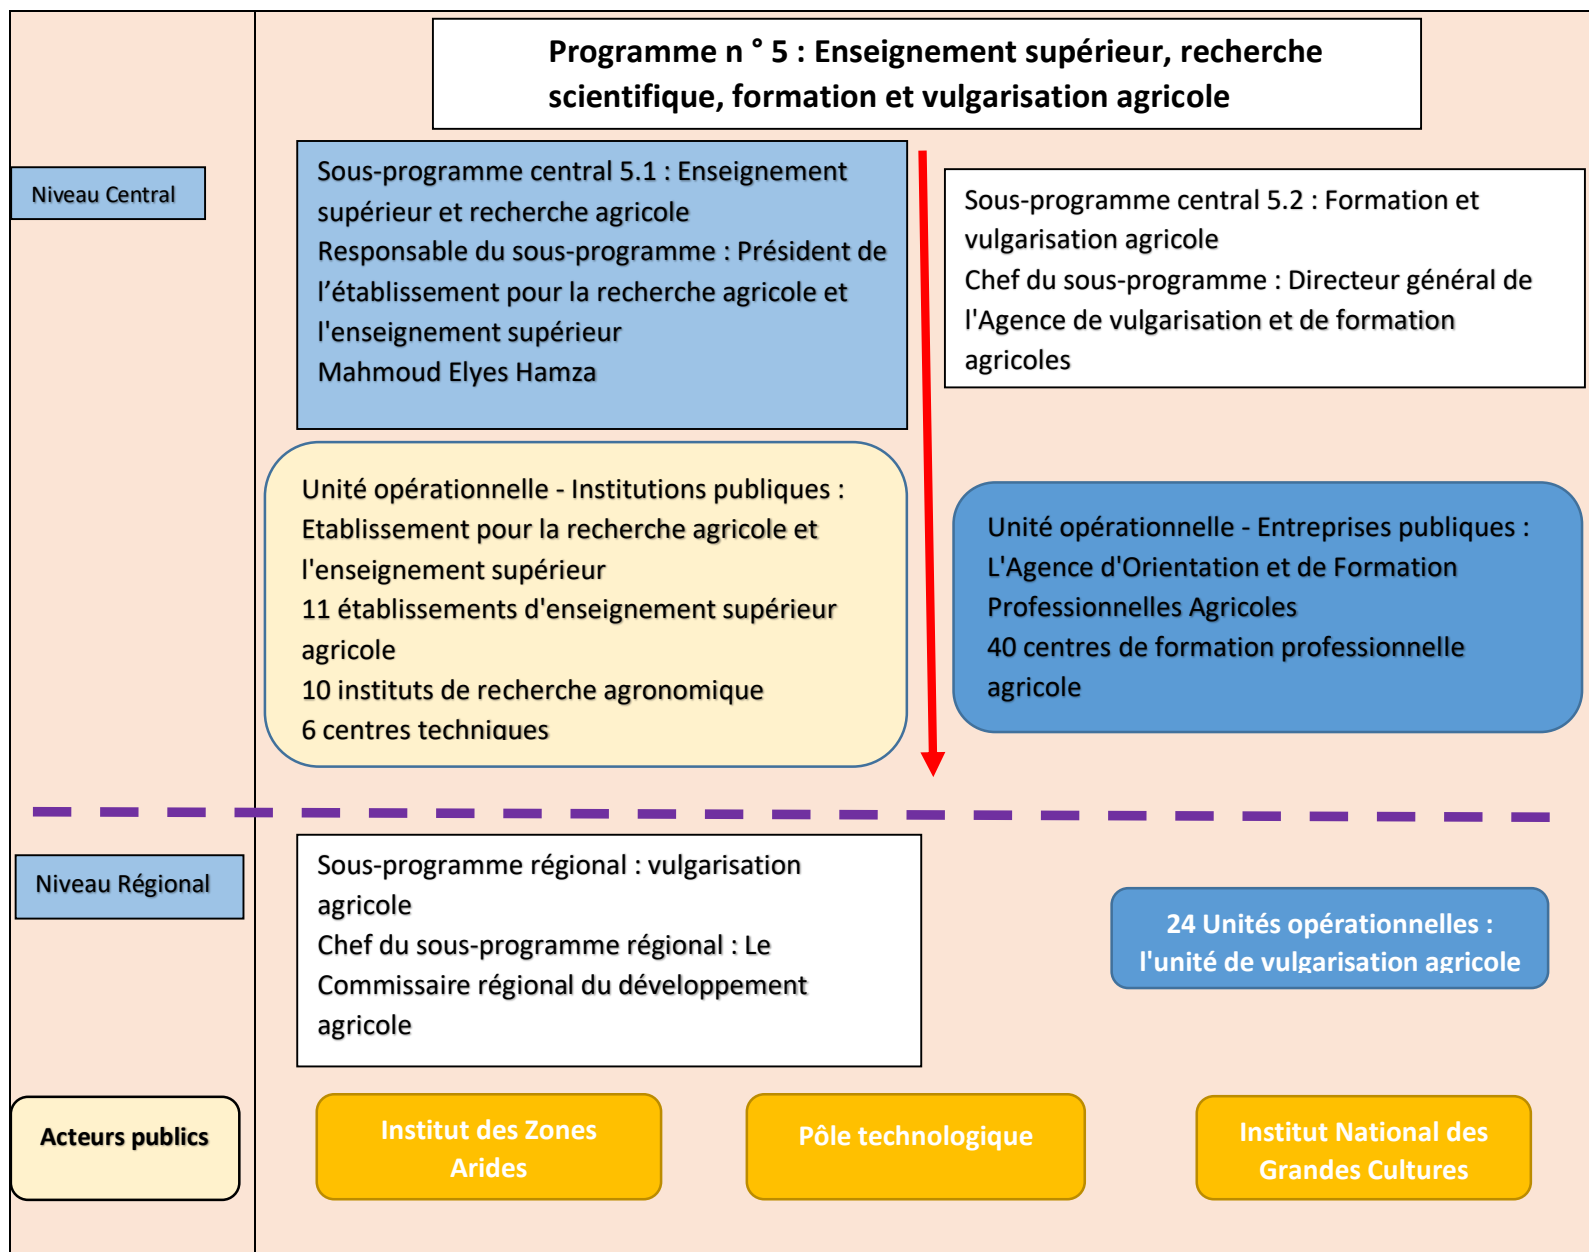 Programme n ° 5 : Enseignement supérieur, recherche
scientifique, formation et vulgarisation agricole
Niveau Central
Sous-programme central 5.1 : Enseignement
supérieur et recherche agricole
Responsable du sous-programme : Président de
l’établissement pour la recherche agricole et
l'enseignement supérieur
Mahmoud Elyes Hamza
Sous-programme central 5.2 : Formation et
vulgarisation agricole
Chef du sous-programme : Directeur général de
l'Agence de vulgarisation et de formation
agricoles
Unité opérationnelle - Institutions publiques :
Etablissement pour la recherche agricole et
l'enseignement supérieur
11 établissements d'enseignement supérieur
agricole
10 instituts de recherche agronomique
6 centres techniques
Unité opérationnelle - Entreprises publiques :
L'Agence d'Orientation et de Formation
Professionnelles Agricoles
40 centres de formation professionnelle
agricole
Niveau Régional
Sous-programme régional : vulgarisation
agricole
Chef du sous-programme régional : Le
Commissaire régional du développement
agricole
24 Unités opérationnelles :
l'unité de vulgarisation agricole
Acteurs publics
Institut des Zones
Arides
Pôle technologique
Institut National des
Grandes Cultures